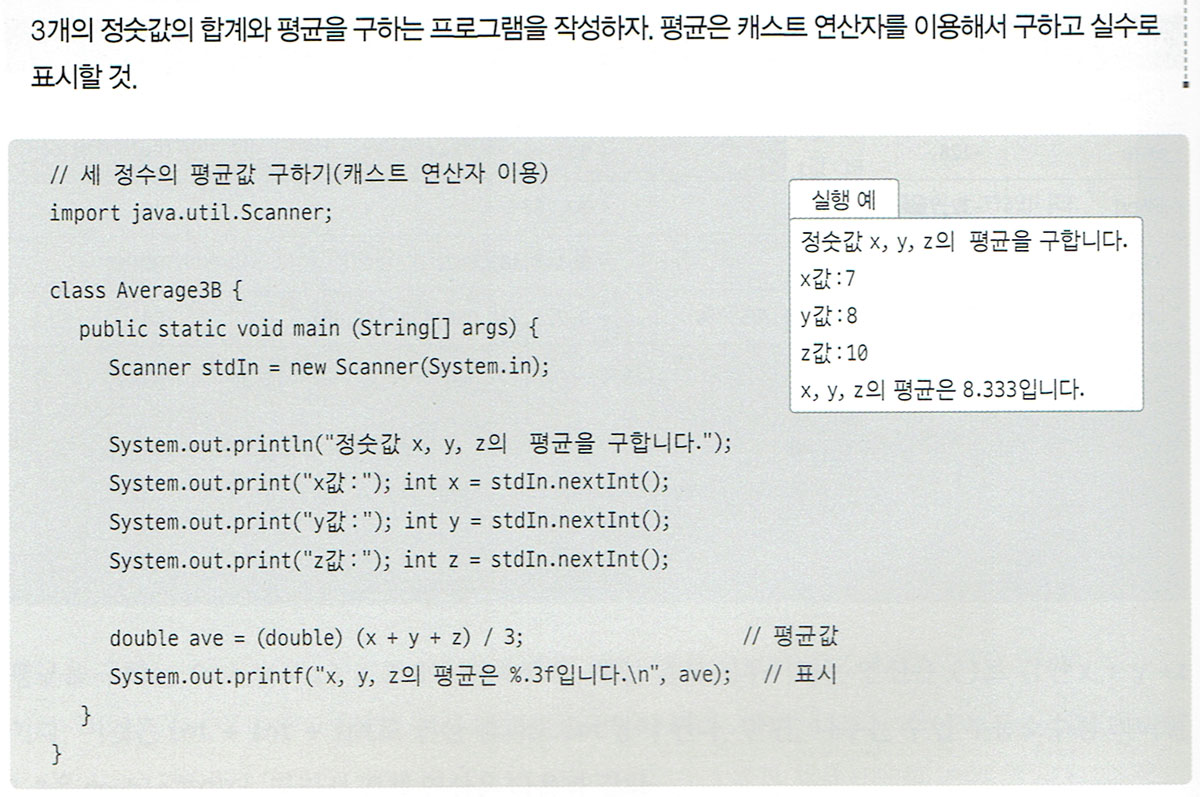 3개의 정숫값의 합계와 평균을 구하는 프로그램을 작성하자. 평균은 캐스트 연산자를 이용해서 구하고 실수로
표시할 것.
// 세 정수의 평균값 구하기(캐스트 연산자 이용)
import java.util.Scanner;
class Average3B {
public static void main (String[] args) {
Scanner stdIn = new Scanner(System.in);
System.out.println("정숫값 x, y, z의  평균을 구합니다.");
System.out.print("x값:"); int x = stdIn.nextInt();
System.out.print("y값:"); int y = stdIn.nextInt();
System.out.print("z값:"); int z = stdIn.nextInt();
double ave = (double) (x + y + z) / 3; // 평균값
System.out.printf("x, y, z의 평균은 %.3f입니다.\n", ave); // 표시
}
}
실행 예
정숫값 x, y, z의  평균을 구합니다.
x값:7
y값:8
z값:10
x, y, z의 평균은 8.333입니다.